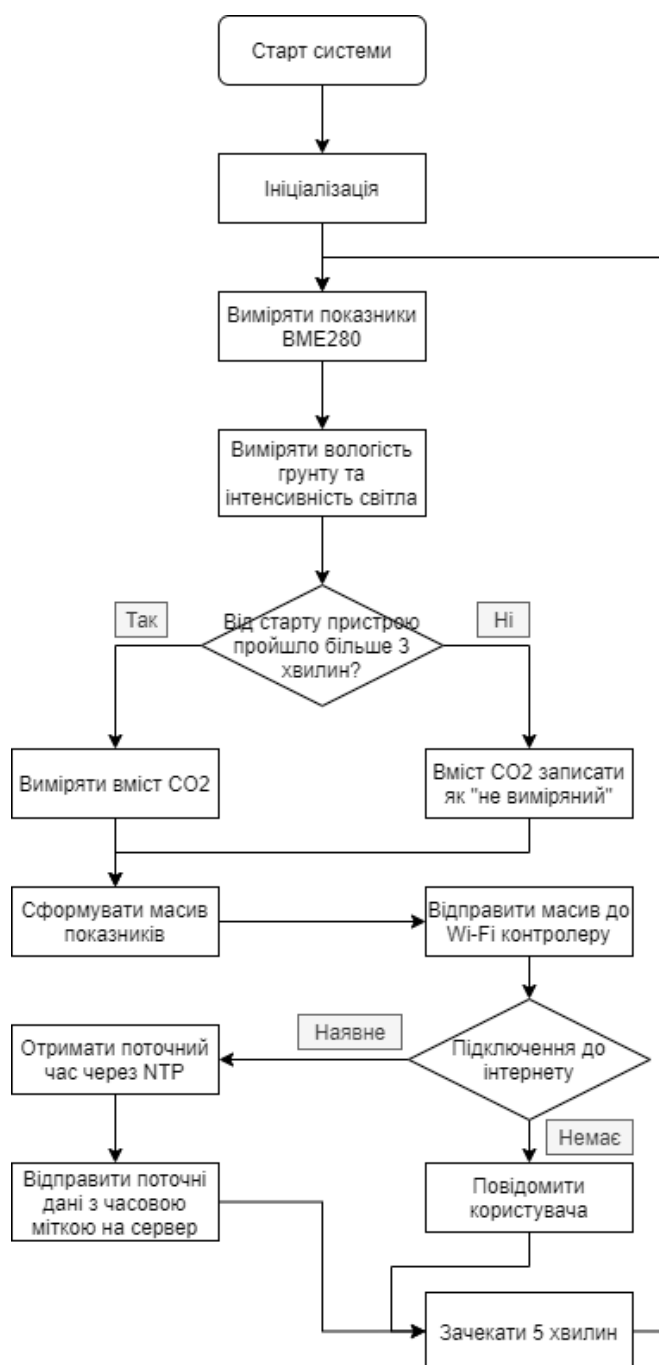 Старт системи
Ініціалізація
Виміряти показники
BME280
Виміряти вологість
грунту та
інтенсивність світла
Так
Від старту пристрою
пройшло більше 3
хвилин?
Ні
Виміряти вміст СО2
Вміст СО2 записати
як "не виміряний"
Сформувати масив
показників
Відправити масив до
Wi-Fi контролеру
Наявне
Отримати поточний
час через NTP
Підключення до
інтернету
Немає
Відправити поточні
дані з часовою
міткою на сервер
Повідомити
користувача
Зачекати 5 хвилин